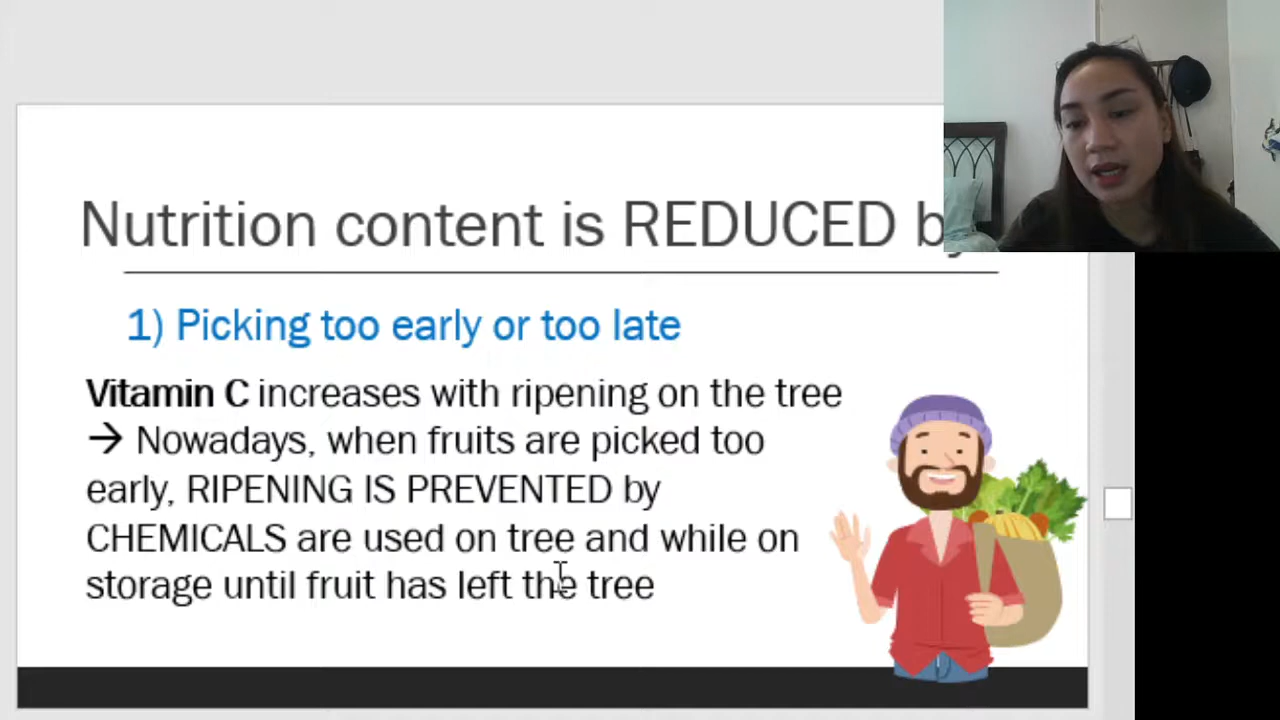 Nutrition content is REDUCED
1) Picking too early or too late
Vitamin C increases with ripening on the tree
→ Nowadays, when fruits are picked too
early, RIPENING IS PREVENTED by
CHEMICALS are used on tree and while on
storage until fruit has left the tree